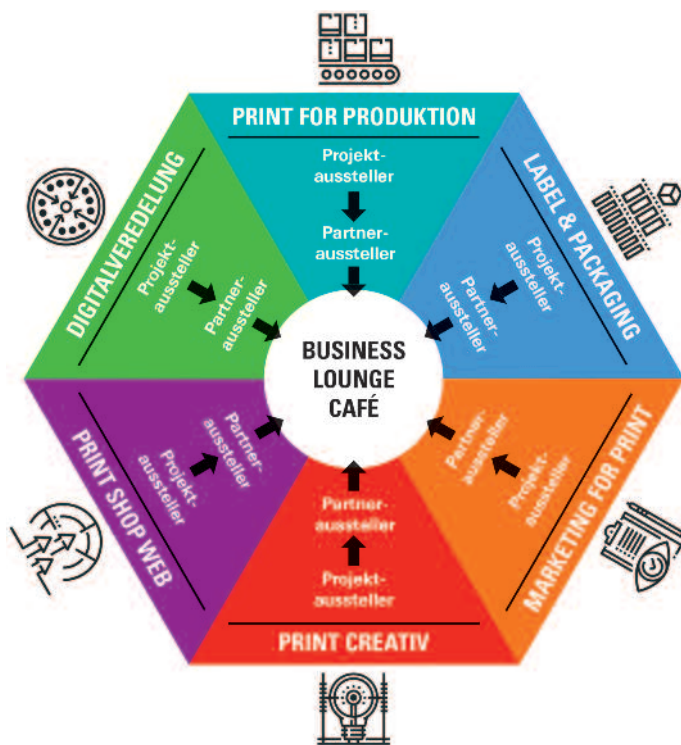 PRINT FOR PRODUKTION
Projekt-
aussteller
Partner-
aussteller
LABEL & PACKAGING
Projekt-
aussteller
Partner-
aussteller
MARKETING FOR PRINT
Projekt-
aussteller
Partner-
aussteller
PRINT CREATIV
Projekt-
aussteller
Partner-
aussteller
PRINT SHOP WEB
Projekt-
aussteller
Partner-
aussteller
DIGITALVEREDELUNG
Projekt-
aussteller
Partner-
aussteller
BUSINESS
LOUNGE
CAFÉ